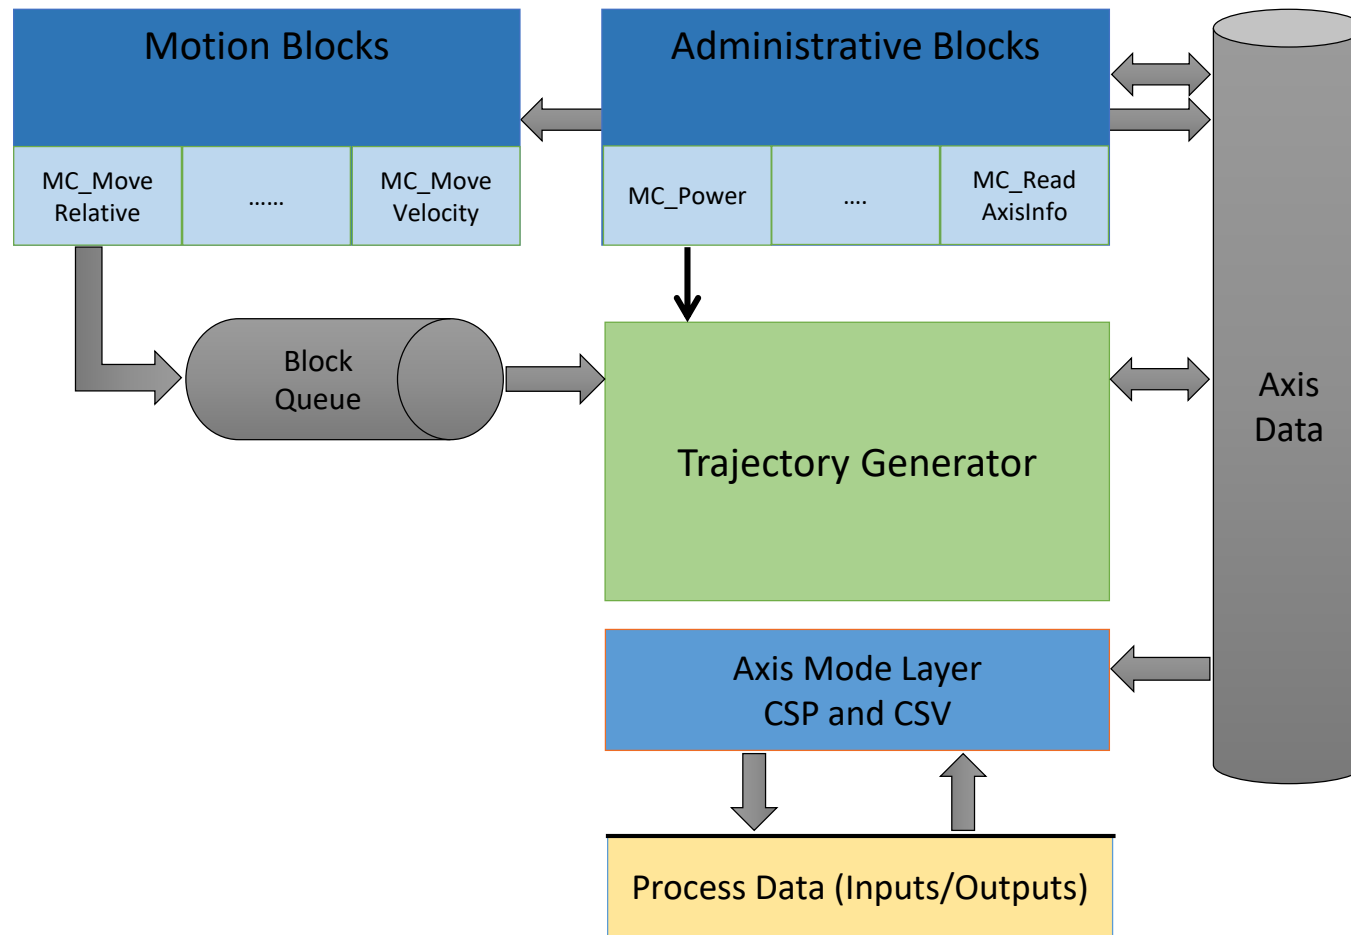 Motion Blocks
Administrative Blocks
MC_Move
Relative
......
MC_Move
Velocity
MC_Power
....
MC_Read
AxisInfo
Block
Queue
Trajectory Generator
Axis
Data
Axis Mode Layer
CSP and CSV
Process Data (Inputs/Outputs)